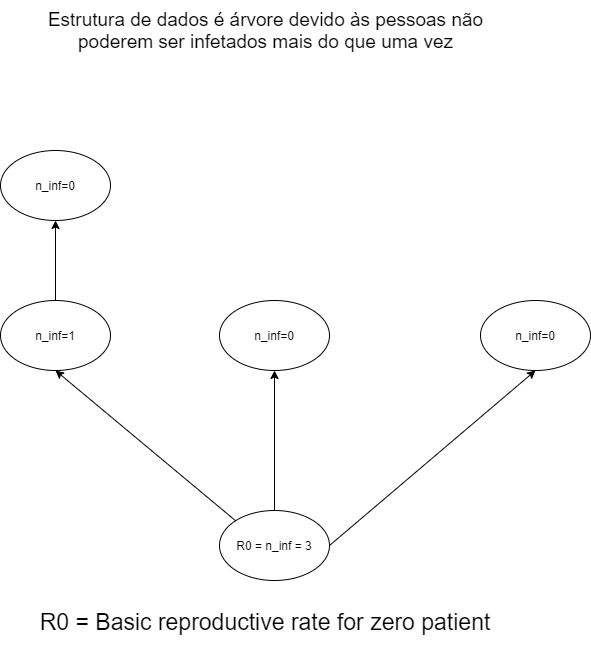 Estrutura de dados é árvore devido às pessoas não
poderem ser infetados mais do que uma vez
n_inf=0
n_inf=1
n_inf=0
n_inf=0
R0 = n_inf = 3
R0 = Basic reproductive rate for zero patient